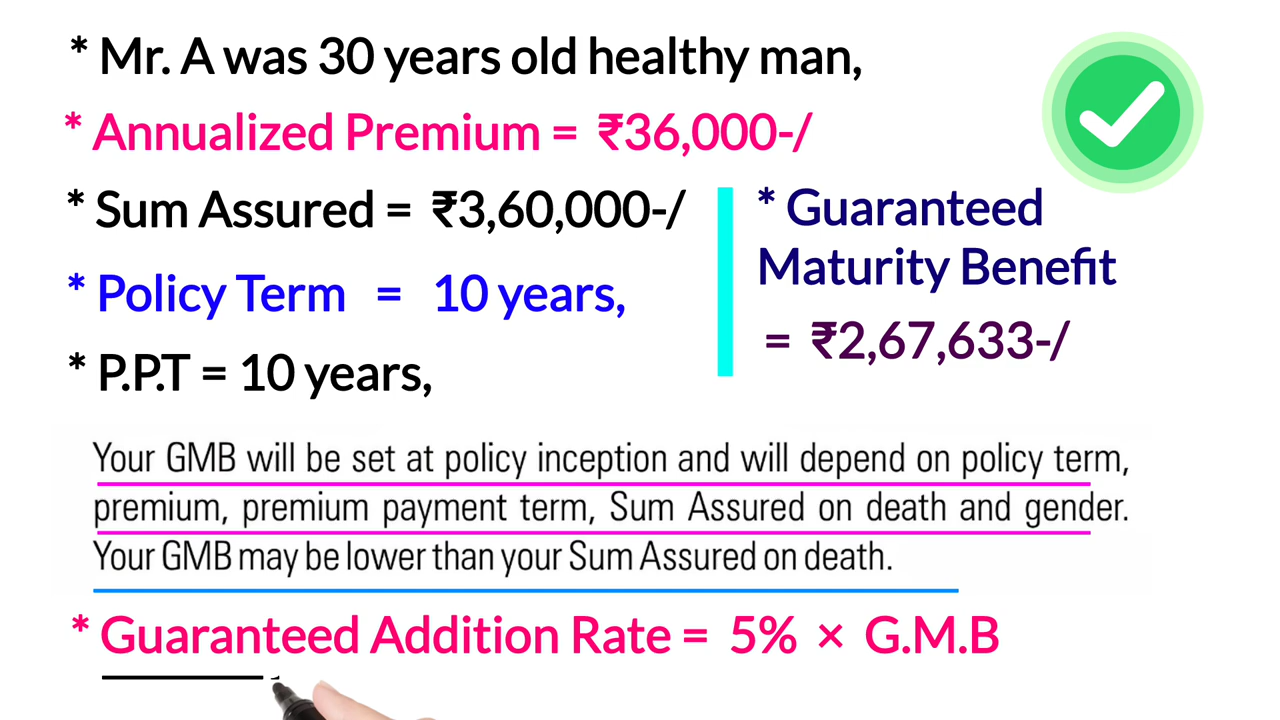 * Mr. A was 30 years old healthy man,
* Annualized Premium = ₹36,000-/
* Sum Assured = ₹3,60,000-/
* Policy Term = 10 years,
* P.P.T = 10 years,
* Guaranteed
Maturity Benefit
= ₹2,67,633-/
Your GMB will be set at policy inception and will depend on policy term,
premium, premium payment term, Sum Assured on death and gender.
Your GMB may be lower than your Sum Assured on death.
* Guaranteed Addition Rate = 5% × G.M.B